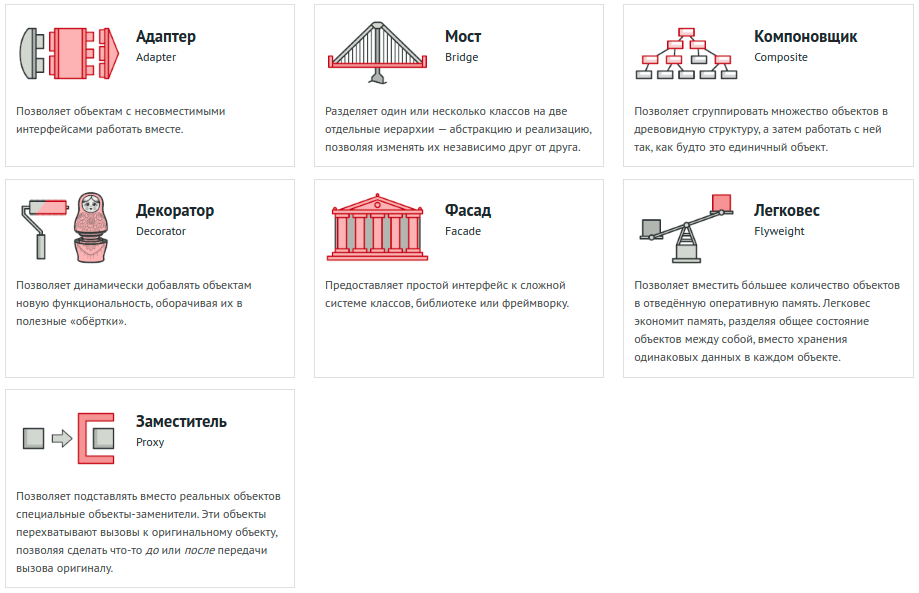 Адаптер
Adapter
Позволяет объектам с несовместимыми
интерфейсами работать вместе.
Мост
Bridge
Разделяет один или несколько классов на две
отдельные иерархии — абстракцию и реализацию,
позволяя изменять их независимо друг от друга.
Компоновщик
Composite
Позволяет сгруппировать множество объектов в
древовидную структуру, а затем работать с ней
так, как будто это единичный объект.
Декоратор
Decorator
Позволяет динамически добавлять объектам
новую функциональность, оборачивая их в
полезные «обёртки».
Фасад
Facade
Предоставляет простой интерфейс к сложной
системе классов, библиотеке или фреймворку.
Легковес
Flyweight
Позволяет вместить бóльшее количество объектов
в отведённую оперативную память. Легковес
экономит память, разделяя общее состояние
объектов между собой, вместо хранения
одинаковых данных в каждом объекте.
Заместитель
Proxy
Позволяет подставлять вместо реальных объектов
специальные объекты-заменители. Эти объекты
перехватывают вызовы к оригинальному объекту,
позволяя сделать что-то до или после передачи
вызова оригиналу.